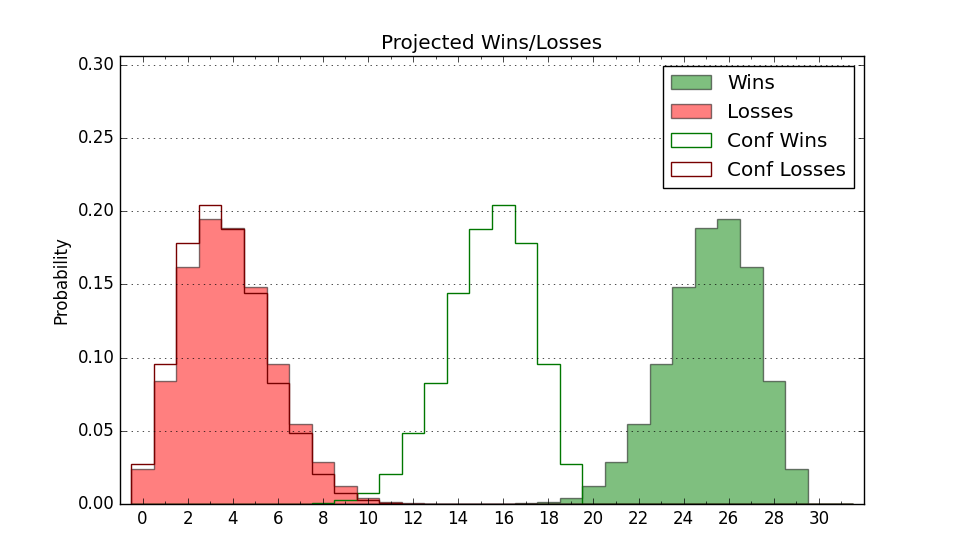 Projected Wins/Losses
0.30
0.25
0.20
0.15
0.10
0.05
0.00
Probability
Wins
Losses
Conf Wins
Conf Losses
0 2 4 6 8 10 12 14 16 18 20 22 24 26 28 30